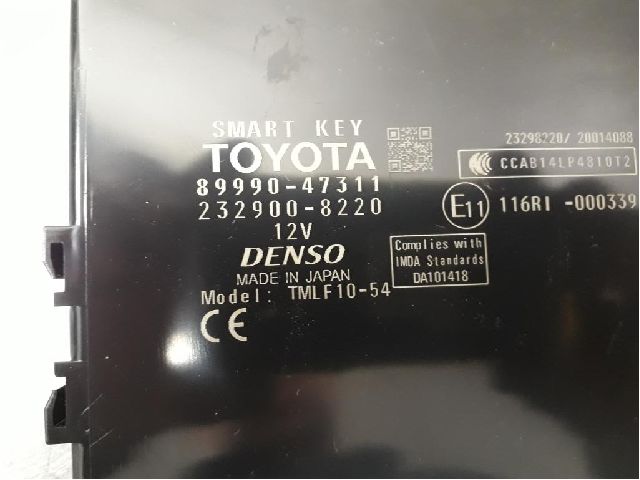 SMART KEY
TOYOTA
89990-47311
232900-8220
12V
DENSO
MADE IN JAPAN
Model: TMLF10-54
CE
23298220/ 20014088
CCAB14LP4810T2
E11 116RI -000339
Complies with
IMDA Standards
DA101418